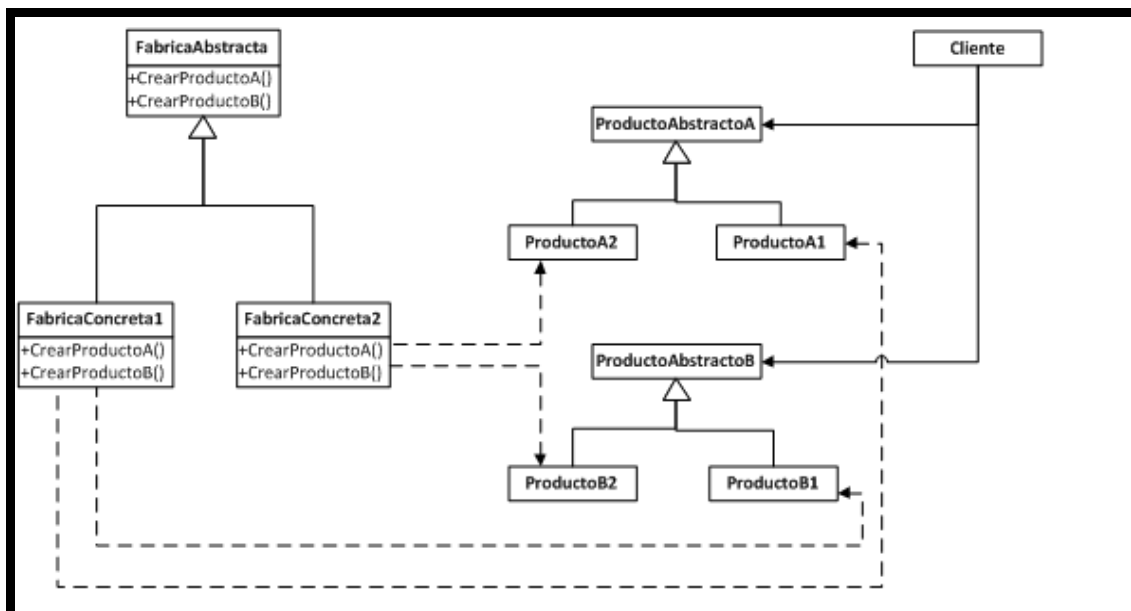 FabricaAbstracta
+CrearProductoA()
+CrearProductoB()
Cliente
ProductoAbstractoA
ProductoA2
ProductoA1
FabricaConcreta1
+CrearProductoA()
+CrearProductoB()
FabricaConcreta2
+CrearProductoA()
+CrearProductoB()
ProductoAbstractoB
ProductoB2
ProductoB1